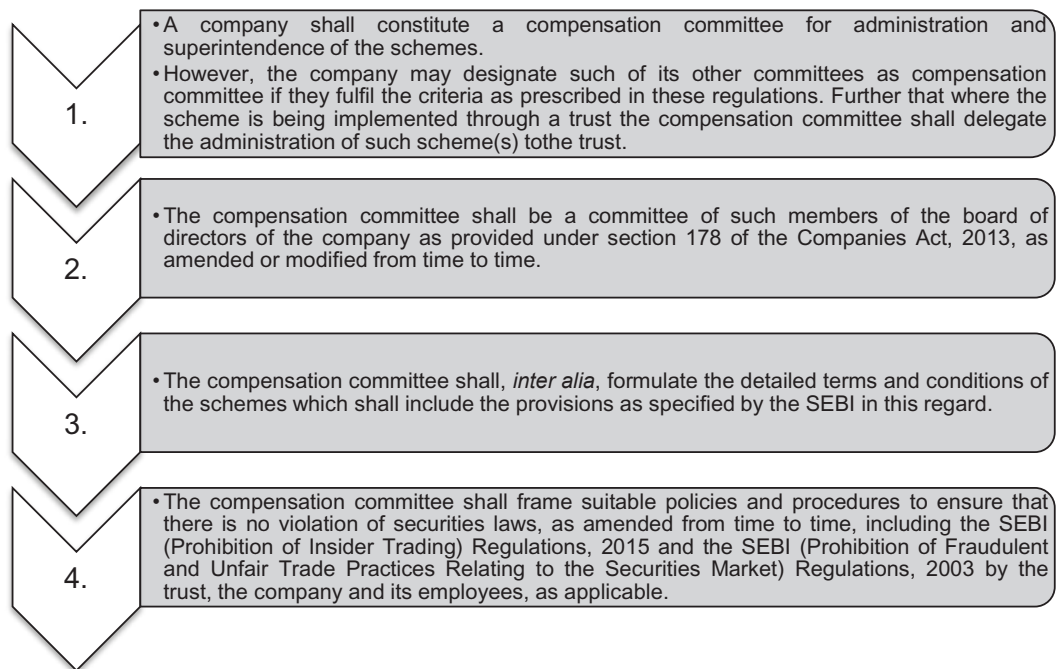 1.
•A company shall constitute a compensation committee for administration and
superintendence of the schemes.
•However, the company may designate such of its other committees as compensation
committee if they fulfil the criteria as prescribed in these regulations. Further that where the
scheme is being implemented through a trust the compensation committee shall delegate
the administration of such scheme(s) tothe trust.
2.
•The compensation committee shall be a committee of such members of the board of
directors of the company as provided under section 178 of the Companies Act, 2013, as
amended or modified from time to time.
3.
•The compensation committee shall, inter alia, formulate the detailed terms and conditions of
the schemes which shall include the provisions as specified by the SEBI in this regard.
4.
•The compensation committee shall frame suitable policies and procedures to ensure that
there is no violation of securities laws, as amended from time to time, including the SEBI
(Prohibition of Insider Trading) Regulations, 2015 and the SEBI (Prohibition of Fraudulent
and Unfair Trade Practices Relating to the Securities Market) Regulations, 2003 by the
trust, the company and its employees, as applicable.